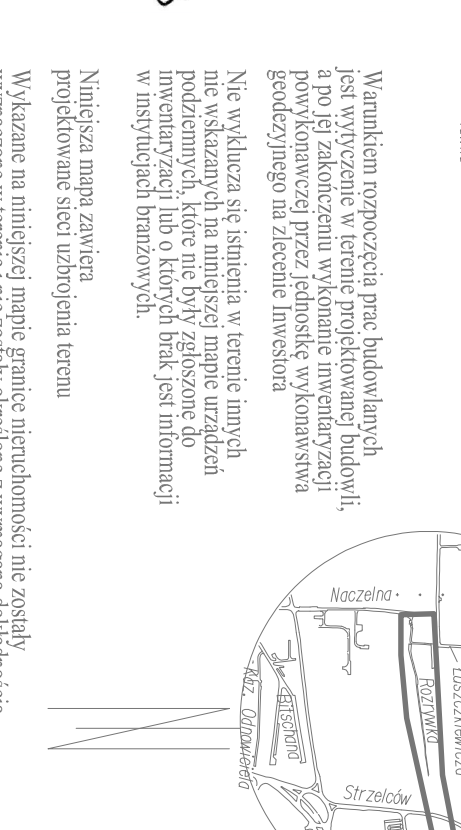 Warunkiem rozpoczęcia prac budowlanych
jest wytyczenie w terenie projektowanej budowli,
a po jej zakończeniu wykonanie inwentaryzacji
powykonawczej przez jednostkę wykonawstwa
geodezyjnego na zlecenie Inwestora
Nie wyklucza się istnienia w terenie innych
nie wskazanych na niniejszej mapie urządzeń
podziemnych, które nie były zgłoszone do
inwentaryzacji lub o których brak jest informacji
w instytucjach branżowych.
Niniejsza mapa zawiera
projektowane sieci uzbrojenia terenu
Wykazane na niniejszej mapie granice nieruchomości nie zostały
Naczelna
Rozrywka
Bitschana
Strzelców